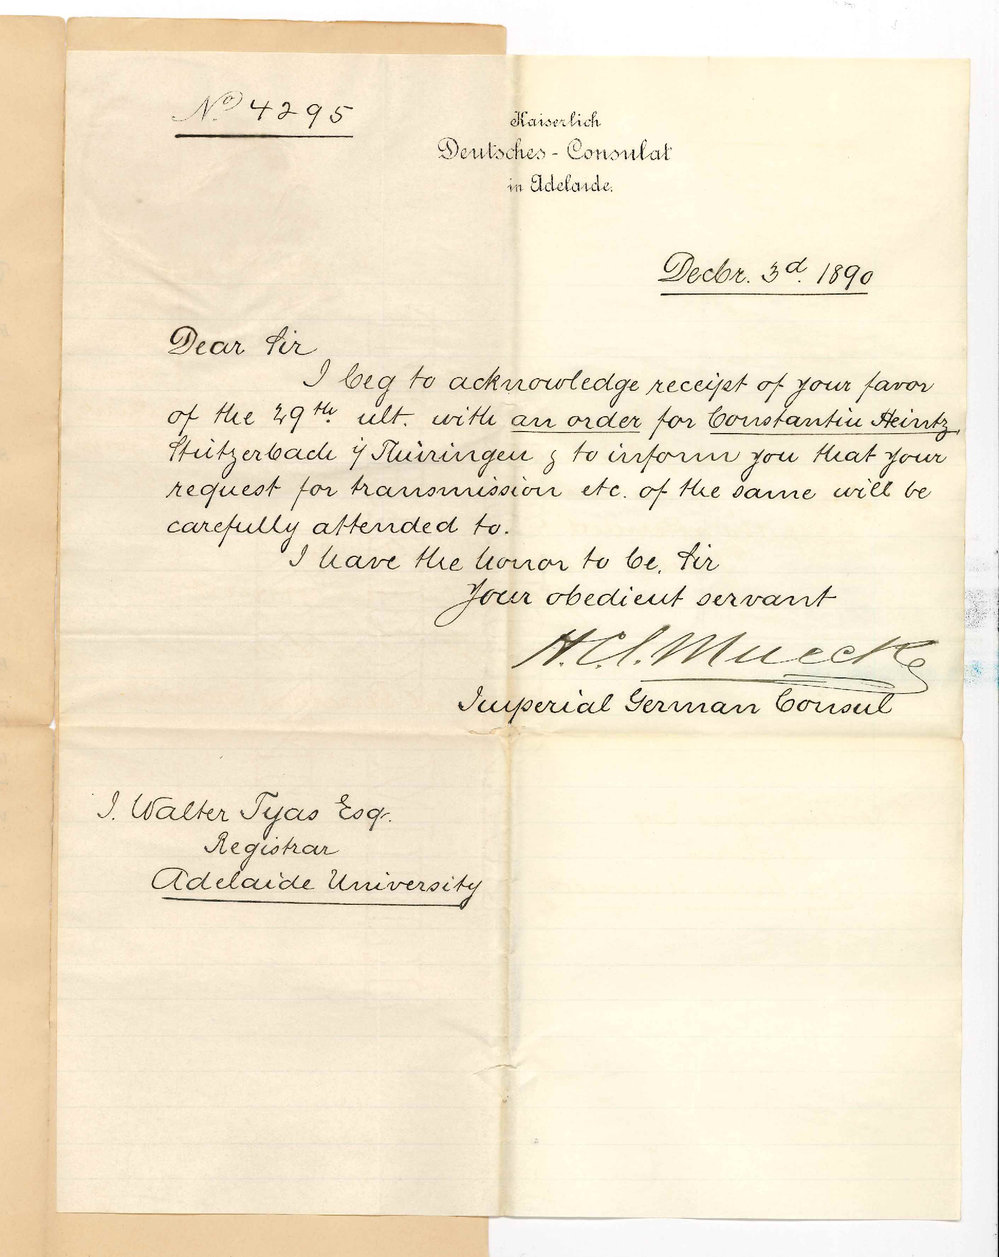 No. 4295
Kaiserlich
Deutsches - Consulat
in Adelaide.
Decbr. 3d. 1890
Dear Sir
I beg to acknowledge receipt of your favor
of the 29th. ult. with an order for Constantin Heintz,
Stützerbach i/ Thüringen & to inform you that your
request for transmission etc. of the same will be
carefully attended to.
I have the honor to be, Sir
Your obedient servant
H. C. E. Muecke
Imperial German Consul
J. Walter Tyas Esqr.
Registrar
Adelaide University